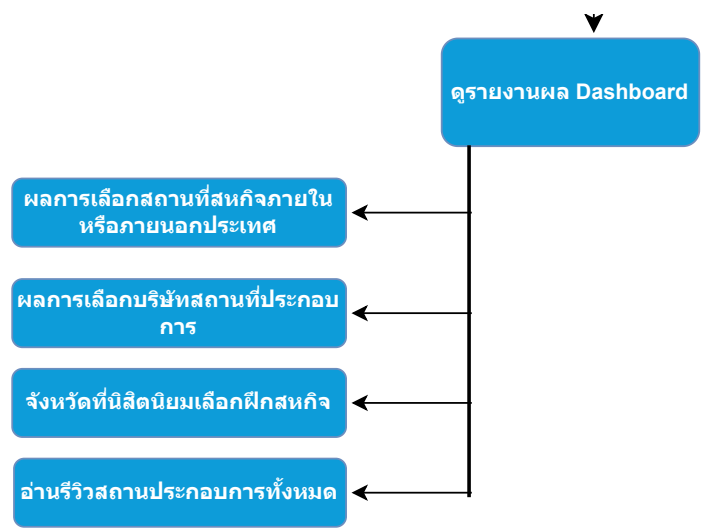 ดูรายงานผล Dashboard
ผลการเลือกสถานที่สหกิจภายใน
หรือภายนอกประเทศ
ผลการเลือกบริษัทสถานที่ประกอบ
การ
จังหวัดที่นิสิตนิยมเลือกฝึกสหกิจ
อ่านรีวิวสถานประกอบการทั้งหมด